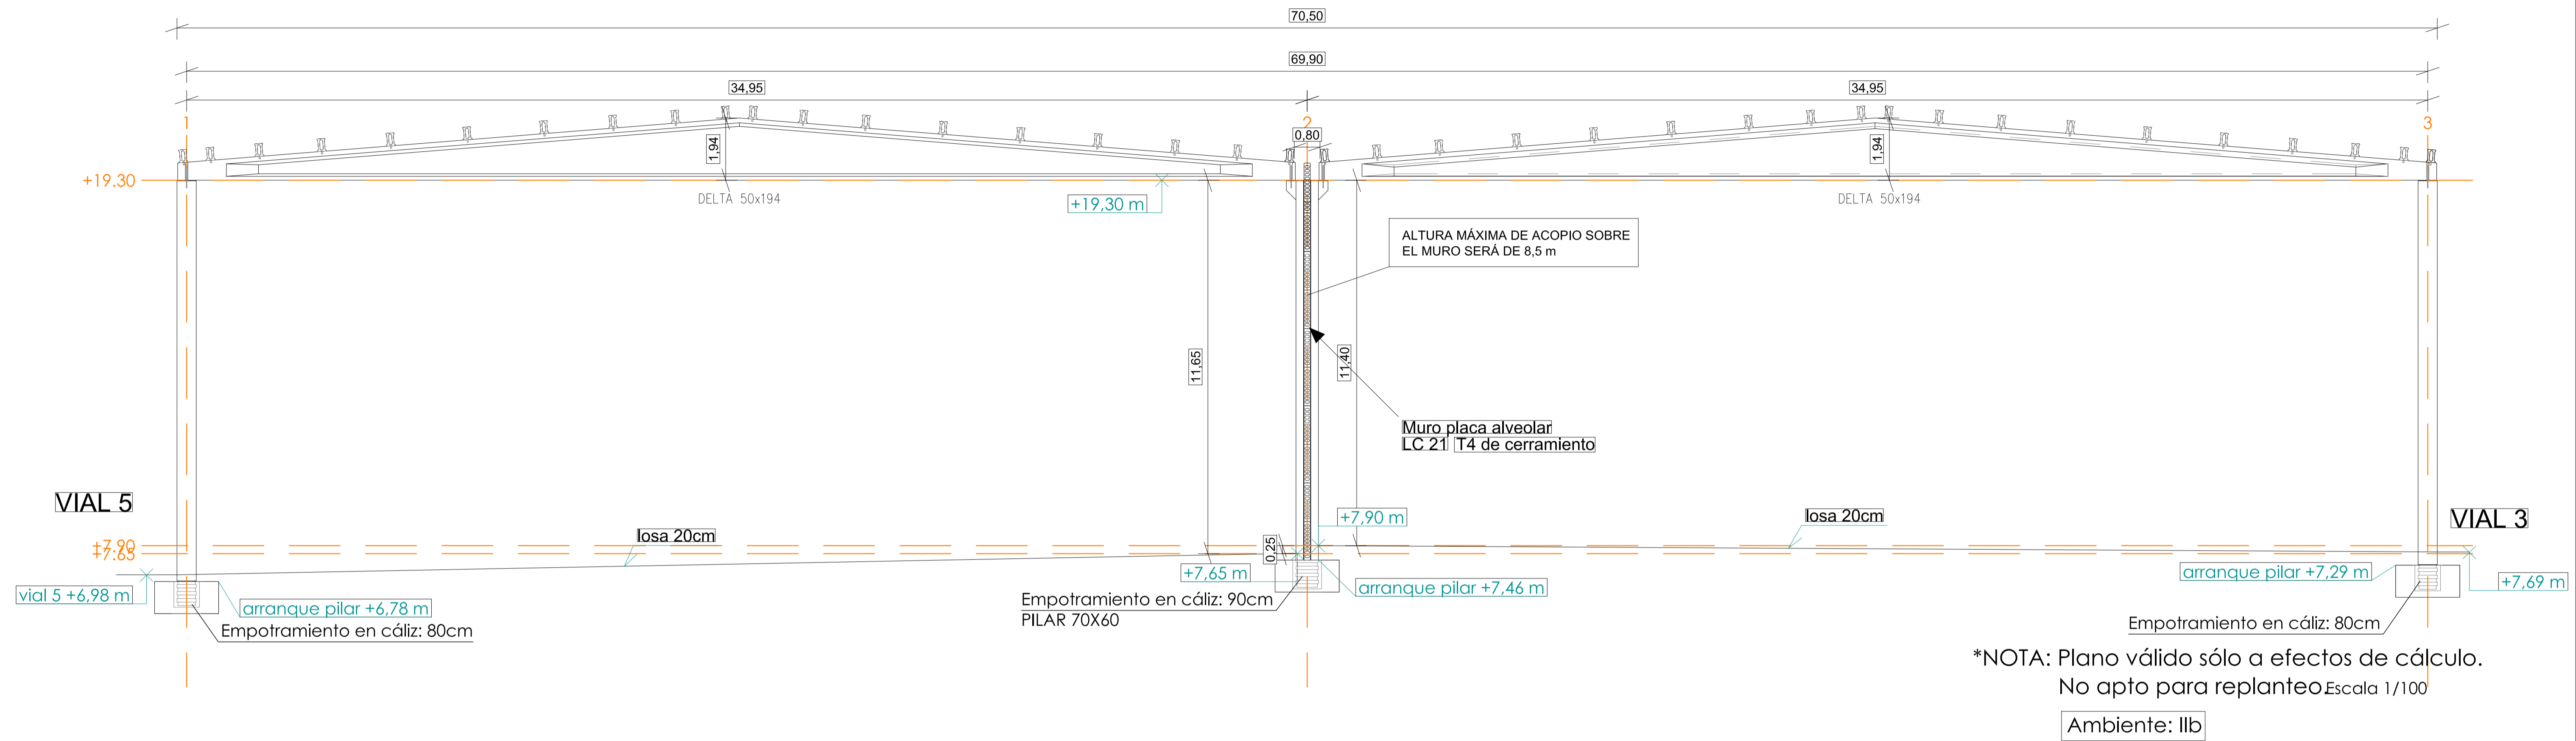 70,50
69,90
34,95
34,95
1
2
3
0,80
1,94
1,94
+19.30
DELTA 50x194
+19,30 m
DELTA 50x194
ALTURA MÁXIMA DE ACOPIO SOBRE
EL MURO SERÁ DE 8,5 m
11,65
11,40
Muro placa alveolar
LC 21 T4 de cerramiento
VIAL 5
VIAL 3
+7.90
+7.65
losa 20cm
+7,90 m
losa 20cm
0,25
+7,65 m
vial 5 +6,98 m
arranque pilar +6,78 m
Empotramiento en cáliz: 80cm
Empotramiento en cáliz: 90cm
PILAR 70X60
arranque pilar +7,46 m
arranque pilar +7,29 m
+7,69 m
Empotramiento en cáliz: 80cm
*NOTA: Plano válido sólo a efectos de cálculo.
No apto para replanteo. Escala 1/100
Ambiente: IIb